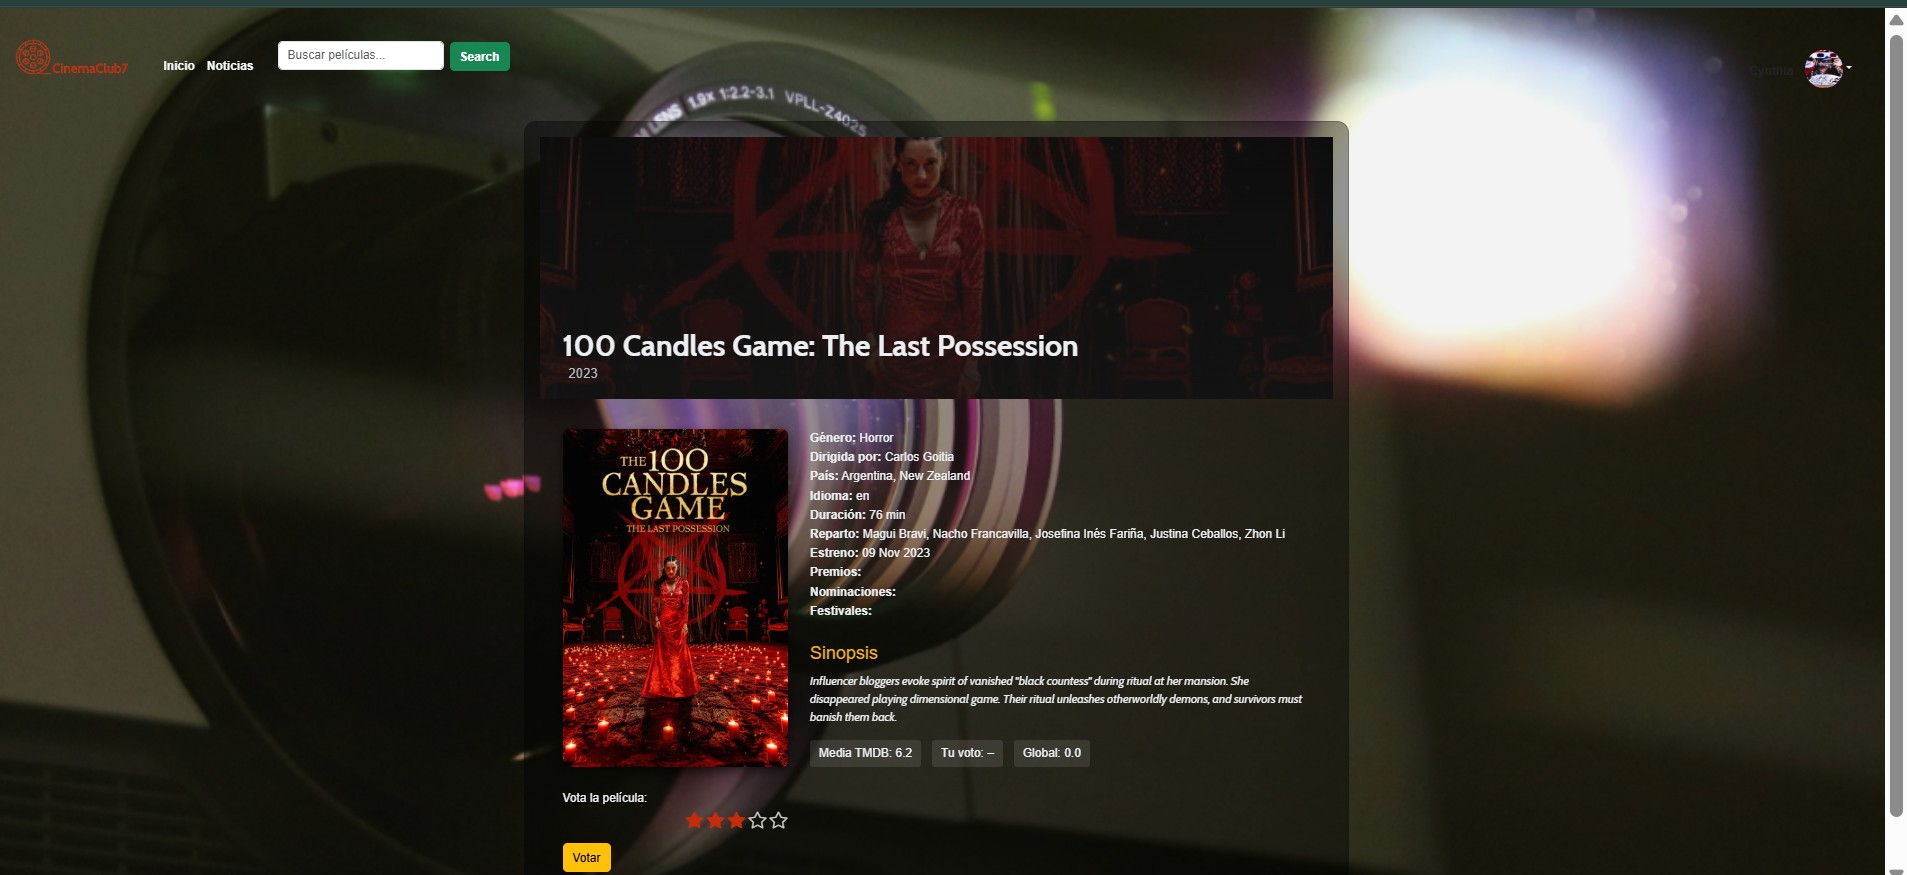 CinemaClub7
Inicio
Noticias
Buscar películas...
Search
Cynthia
LENS 1.9X 1:2.2-3.1 VPLL-Z4025
100 Candles Game: The Last Possession
2023
THE 100
CANDLES
GAME
THE LAST POSSESSION
Género: Horror
Dirigida por: Carlos Goitia
País: Argentina, New Zealand
Idioma: en
Duración: 76 min
Reparto: Magui Bravi, Nacho Francavilla, Josefina Inés Fariña, Justina Ceballos, Zhon Li
Estreno: 09 Nov 2023
Premios:
Nominaciones:
Festivales:
Sinopsis
Influencer bloggers evoke spirit of vanished "black countess" during ritual at her mansion. She
disappeared playing dimensional game. Their ritual unleashes otherworldly demons, and survivors must
banish them back.
Media TMDB: 6.2
Tu voto: –
Global: 0.0
Vota la película:
Votar